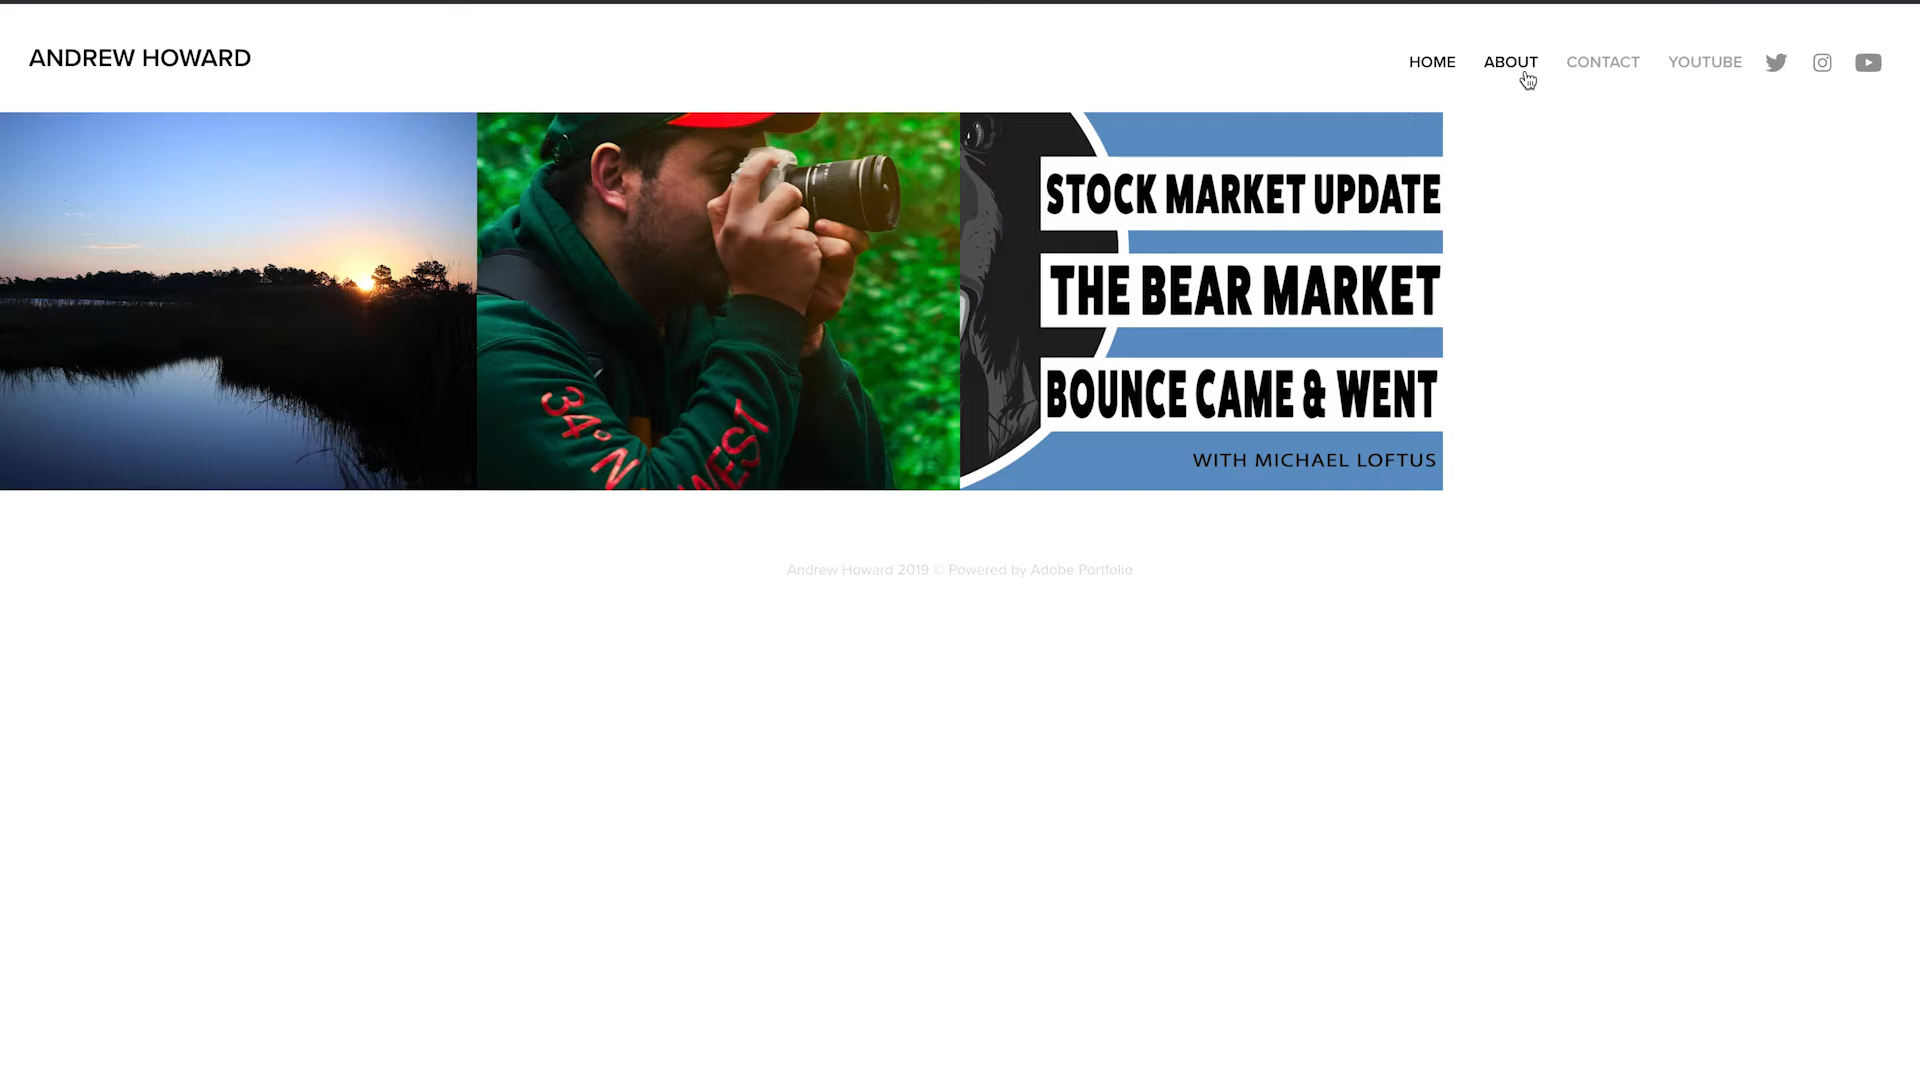 ANDREW HOWARD
HOME ABOUT CONTACT YOUTUBE
STOCK MARKET UPDATE
THE BEAR MARKET
BOUNCE CAME & WENT
WITH MICHAEL LOFTUS
34° N
WEST
Andrew Howard 2019 © Powered by Adobe Portfolio